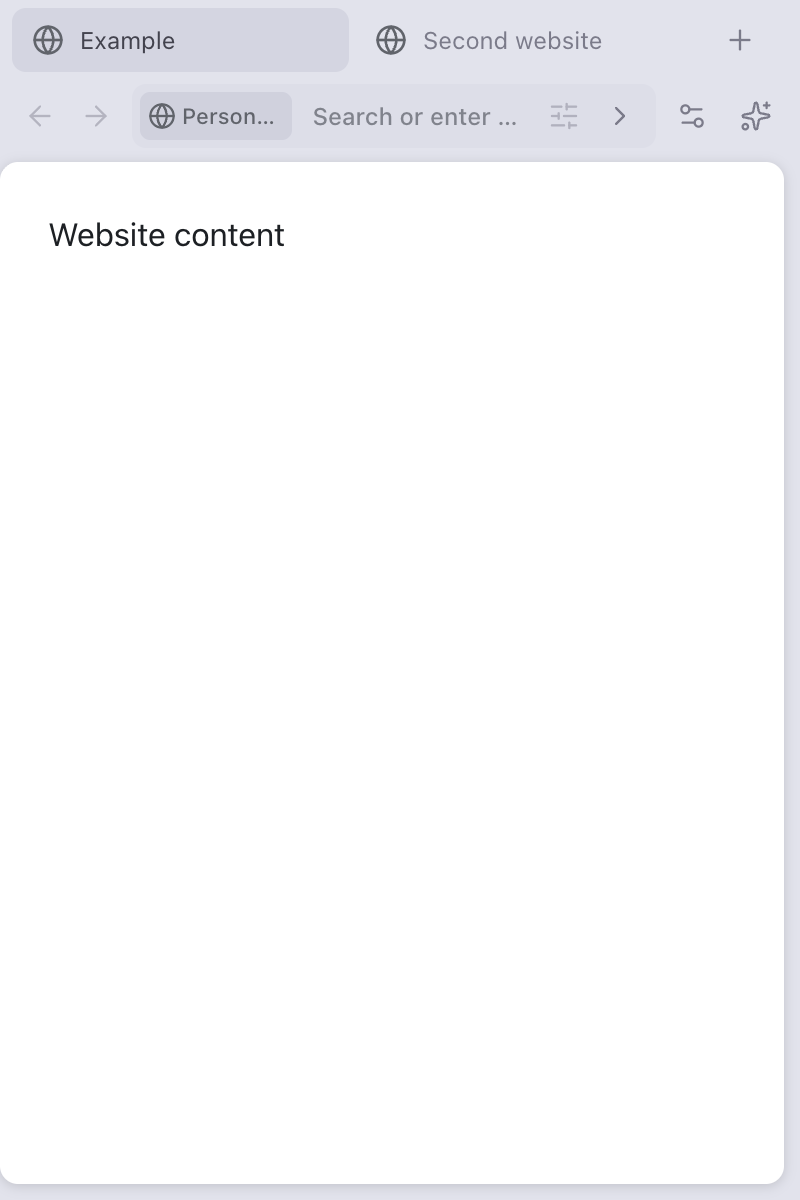 Example
Second website
Person...
Search or enter ...
Website content